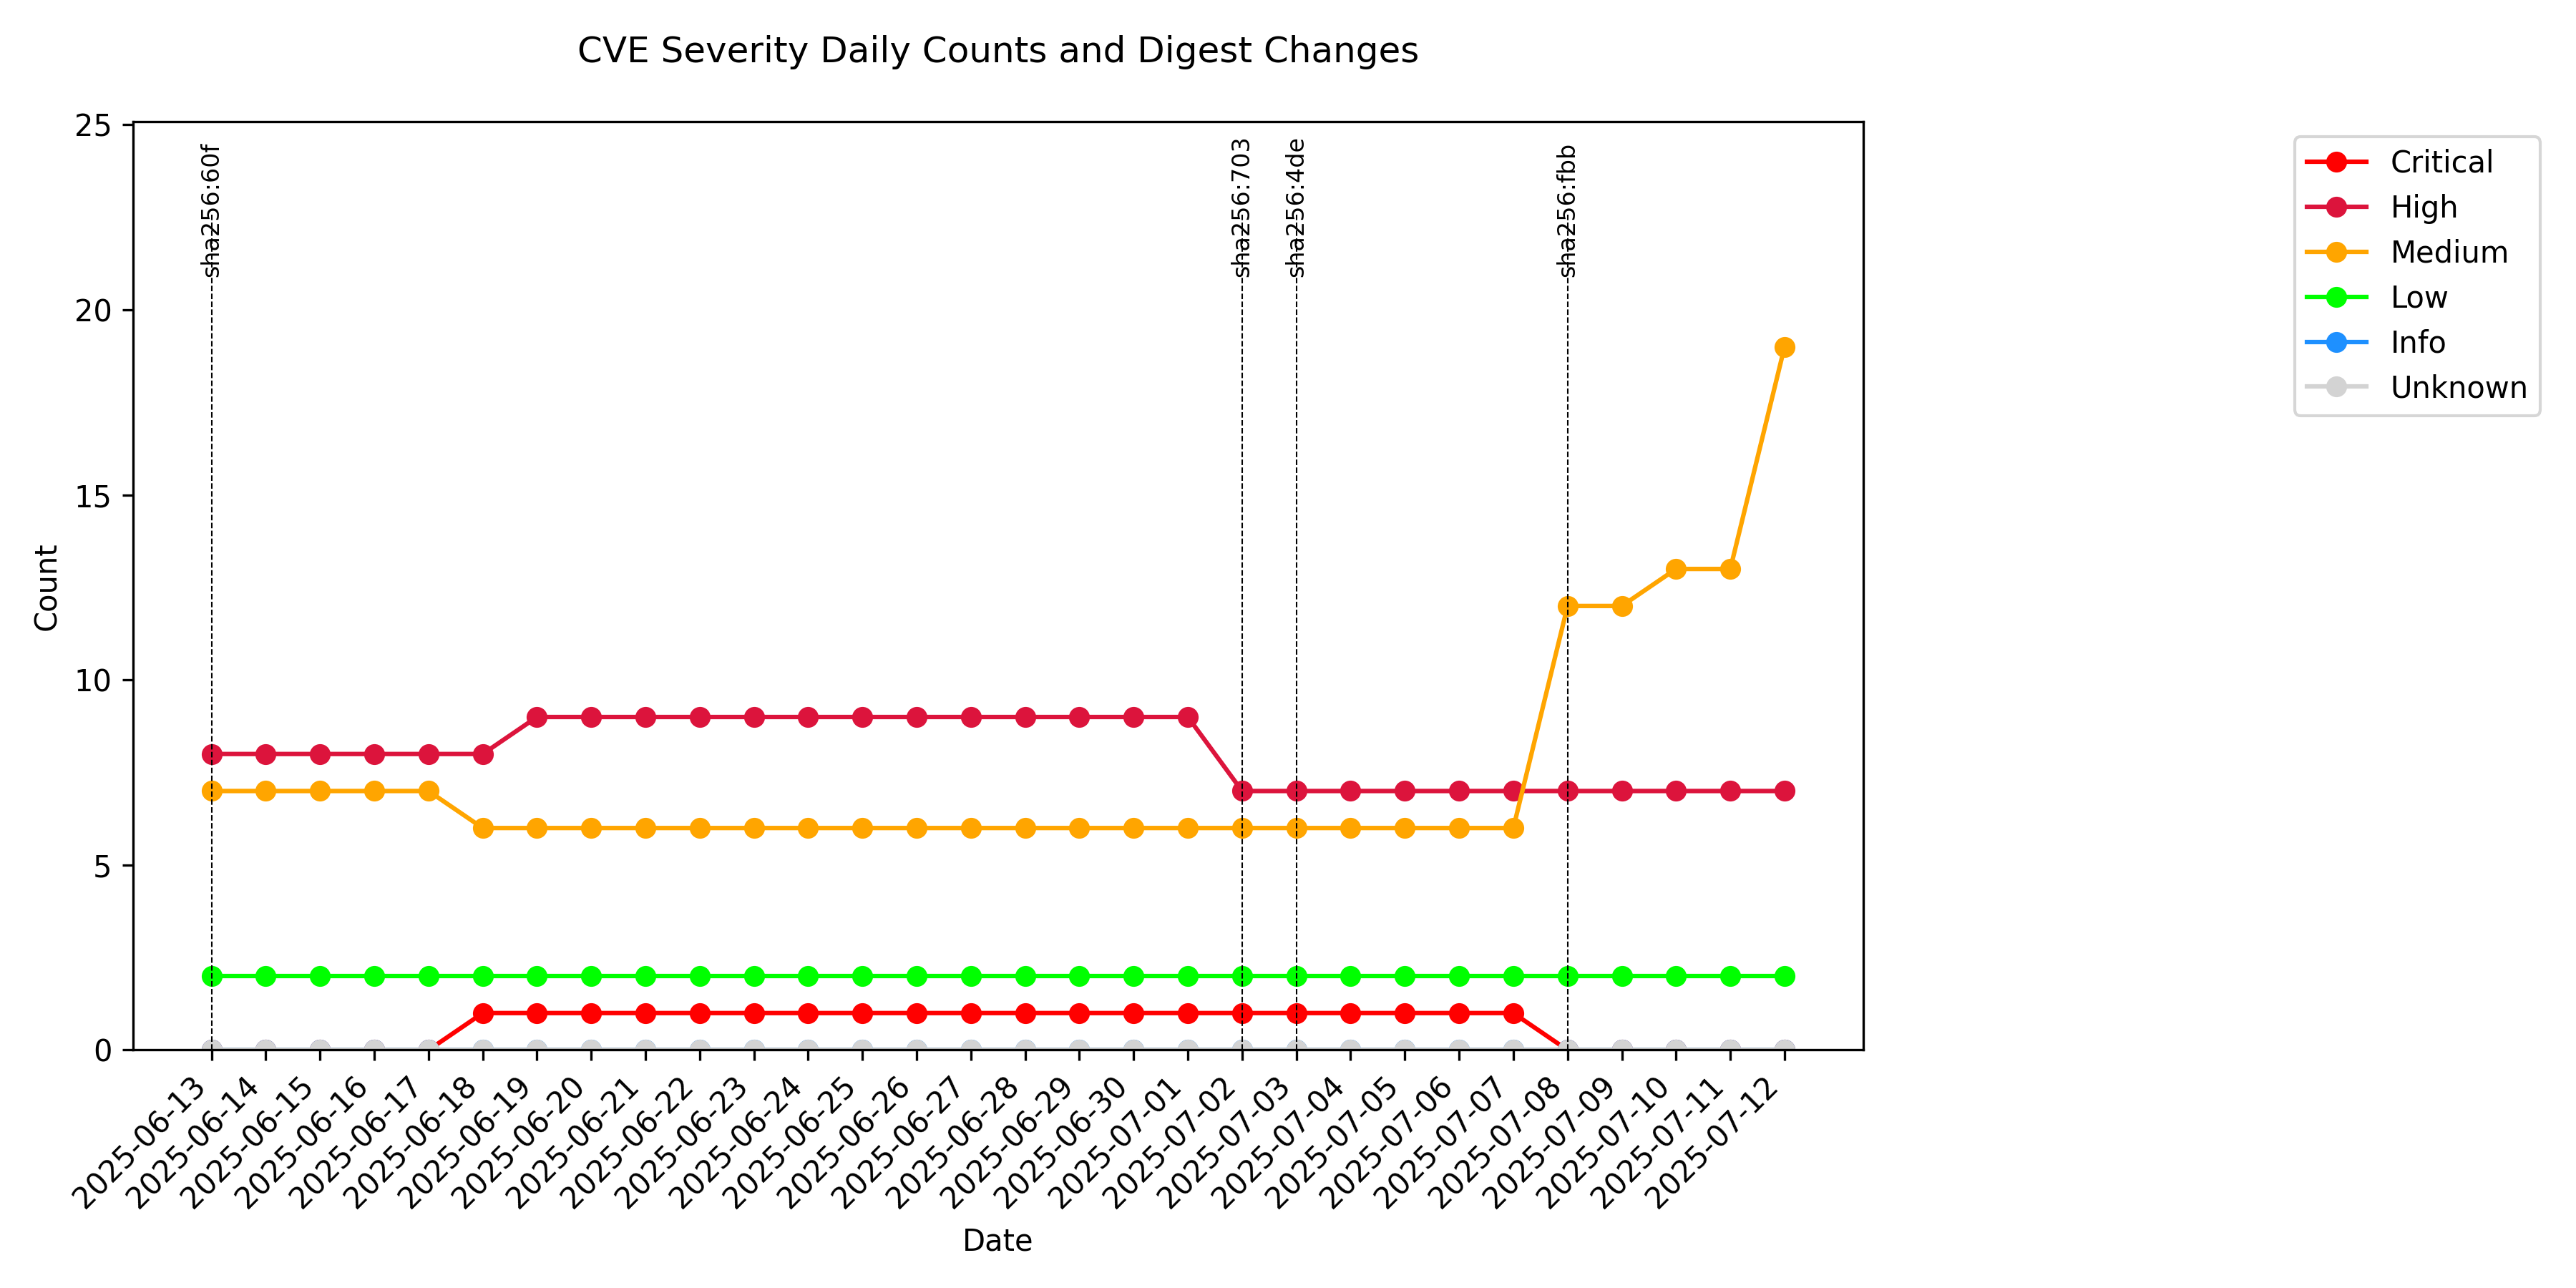 CVE Severity Daily Counts and Digest Changes
25
20
15
10
5
0
Count
sha256:60f
sha256:703
sha256:4de
sha256:fbb
Critical
High
Medium
Low
Info
Unknown
2025-06-13
2025-06-14
2025-06-15
2025-06-16
2025-06-17
2025-06-18
2025-06-19
2025-06-20
2025-06-21
2025-06-22
2025-06-23
2025-06-24
2025-06-25
2025-06-26
2025-06-27
2025-06-28
2025-06-29
2025-06-30
2025-07-01
2025-07-02
2025-07-03
2025-07-04
2025-07-05
2025-07-06
2025-07-07
2025-07-08
2025-07-09
2025-07-10
2025-07-11
2025-07-12
Date